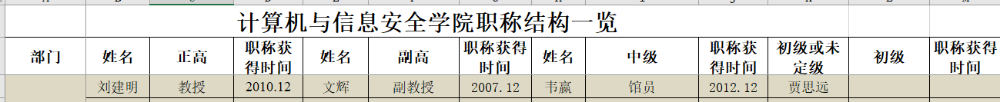 计算机与信息安全学院职称结构一览
部门 姓名 正高 职称获得时间 姓名 副高 职称获得时间 姓名 中级 职称获得时间 初级或未定级 初级 职称获得时间
刘建明 教授 2010.12 文辉 副教授 2007.12 韦嬴 馆员 2012.12 贾思远